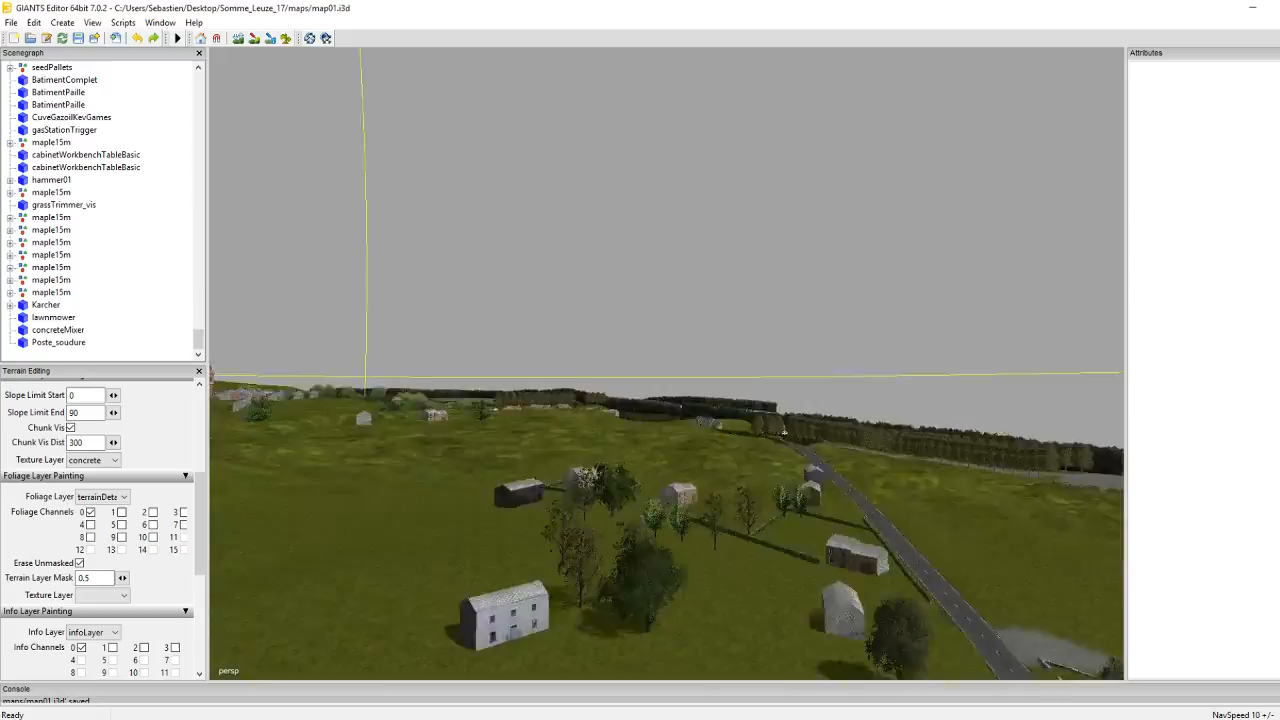 GIANTS Editor 64bit 7.0.2 - C:/Users/Sebastien/Desktop/Somme_Leuze_17/maps/map01.i3d
File Edit Create View Scripts Window Help
Scenegraph
Attributes
seedPallets
BatimentComplet
BatimentPaille
BatimentPaille
CuveGazoilKevGames
gasStationTrigger
maple15m
cabinetWorkbenchTableBasic
cabinetWorkbenchTableBasic
hammer01
maple15m
grassTrimmer_vis
maple15m
maple15m
maple15m
maple15m
maple15m
maple15m
maple15m
Karcher
lawnmower
concreteMixer
Poste_soudure
Terrain Editing
Slope Limit Start 0
Slope Limit End 90
Chunk Vis
Chunk Vis Dist 300
Texture Layer concrete
Foliage Layer Painting
Foliage Layer terrainDeta
Foliage Channels 0 1 2 3
4 5 6 7
8 9 10 11
12 13 14 15
Erase Unmasked
Terrain Layer Mask 0.5
Texture Layer
Info Layer Painting
Info Layer infoLayer
Info Channels 0 1 2 3
4 5 6 7
8 9 10 11
persp
Console
maps/map01.i3d' saved
Ready
NavSpeed 10 +/-